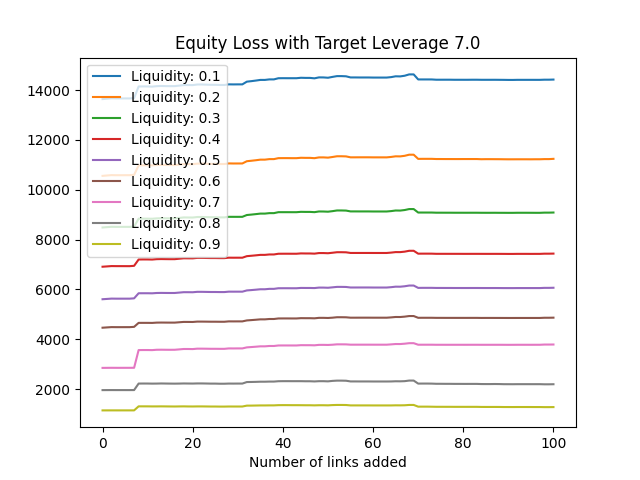 Equity Loss with Target Leverage 7.0
14000
12000
10000
8000
6000
4000
2000
Liquidity: 0.1
Liquidity: 0.2
Liquidity: 0.3
Liquidity: 0.4
Liquidity: 0.5
Liquidity: 0.6
Liquidity: 0.7
Liquidity: 0.8
Liquidity: 0.9
0 20 40 60 80 100
Number of links added